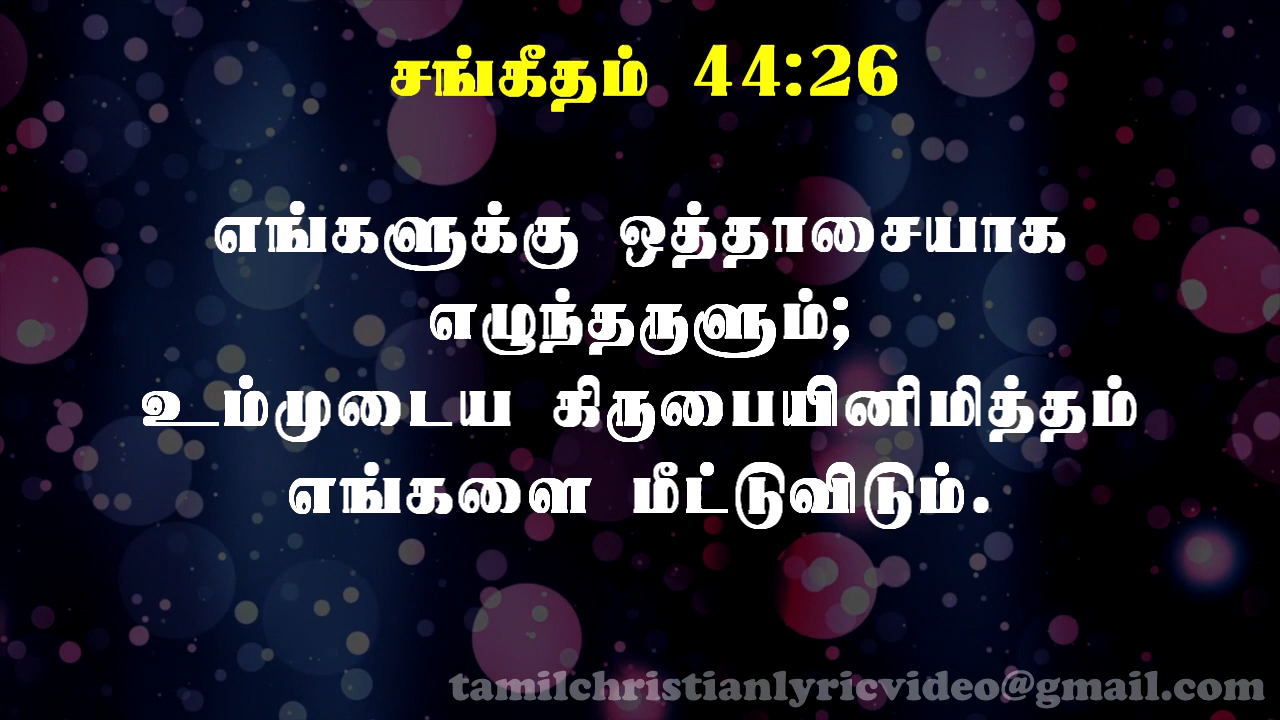 சங்கீதம் 44:26
எங்களுக்கு ஒத்தாசையாக
எழுந்தருளும்;
உம்முடைய கிருபையினிமித்தம்
எங்களை மீட்டுவிடும்.
tamilchristianlyricvideo@gmail.com